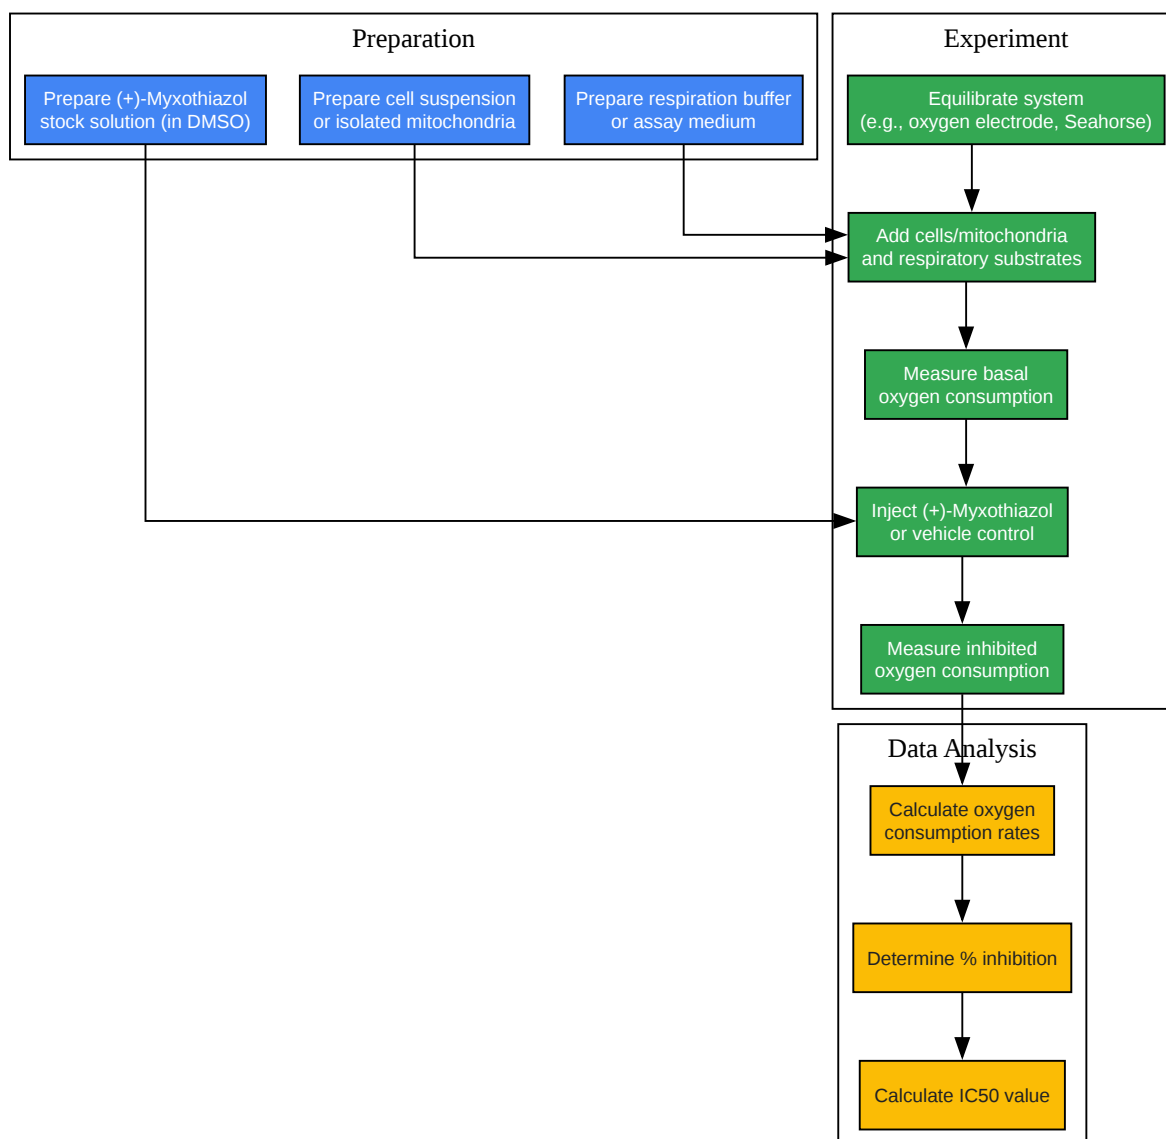 Preparation
Prepare (+)-Myxothiazol
stock solution (in DMSO)
Prepare cell suspension
or isolated mitochondria
Prepare respiration buffer
or assay medium
Experiment
Equilibrate system
(e.g., oxygen electrode, Seahorse)
Add cells/mitochondria
and respiratory substrates
Measure basal
oxygen consumption
Inject (+)-Myxothiazol
or vehicle control
Measure inhibited
oxygen consumption
Data Analysis
Calculate oxygen
consumption rates
Determine % inhibition
Calculate IC50 value